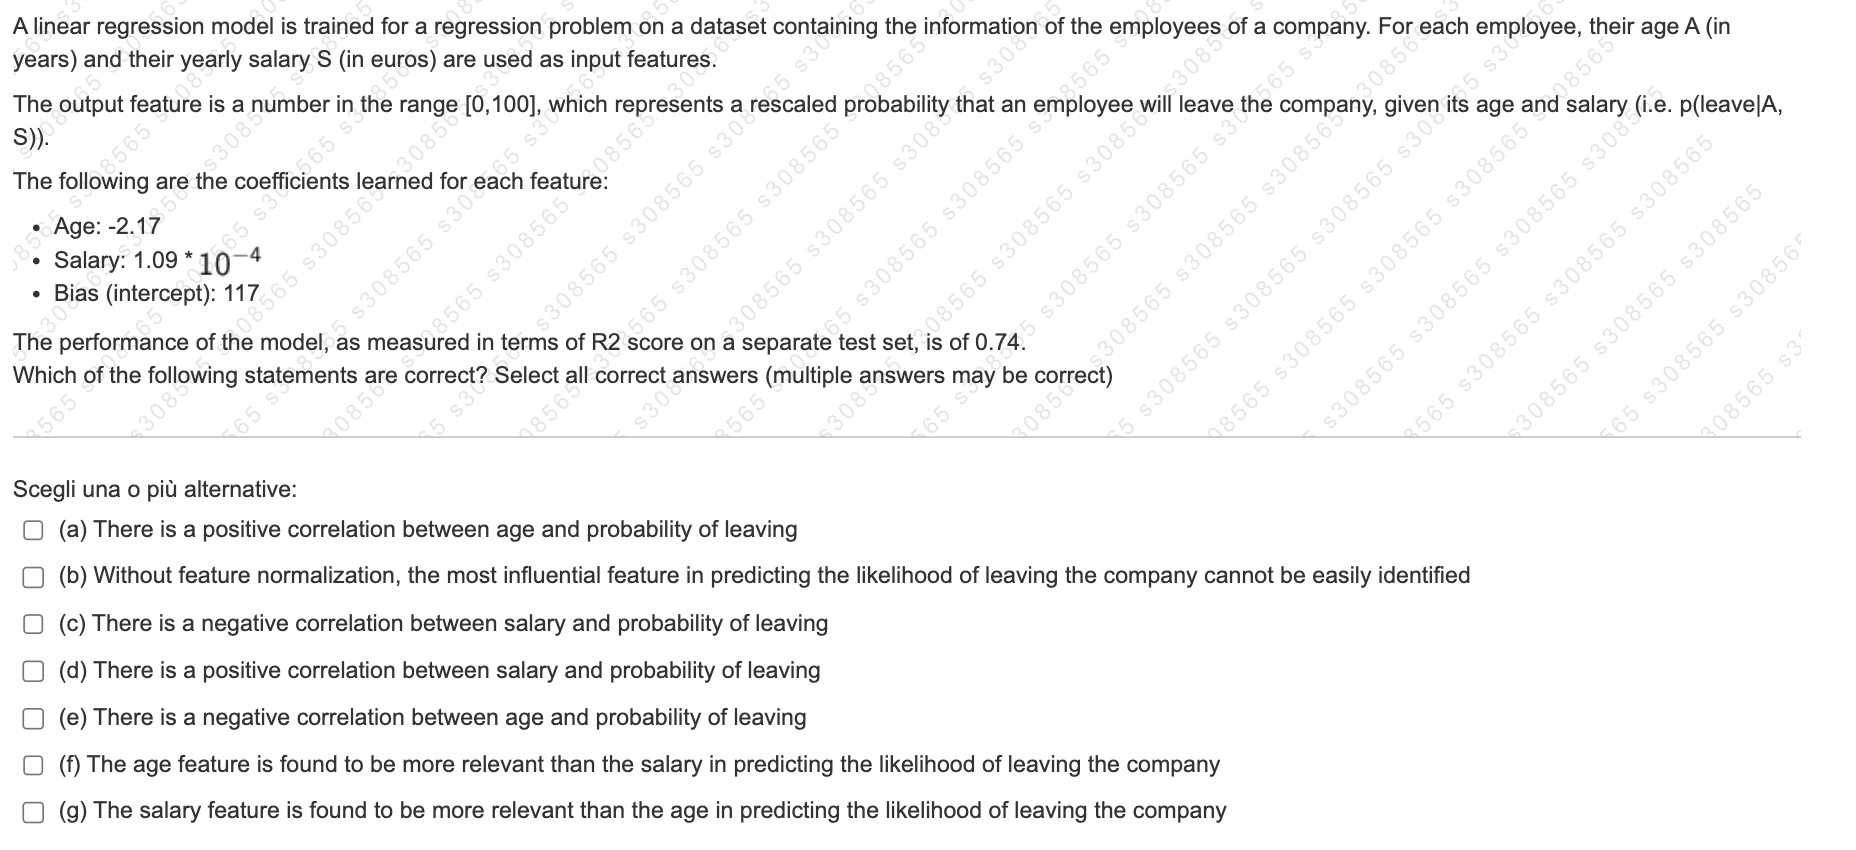 A linear regression model is trained for a regression problem on a dataset containing the information of the employees of a company. For each employee, their age A (in
years) and their yearly salary S (in euros) are used as input features.
The output feature is a number in the range [0,100], which represents a rescaled probability that an employee will leave the company, given its age and salary (i.e. p(leave|A,
S)).
The following are the coefficients learned for each feature:
• Age: -2.17
• Salary: 1.09 * 10⁻⁴
• Bias (intercept): 117
The performance of the model, as measured in terms of R2 score on a separate test set, is of 0.74.
Which of the following statements are correct? Select all correct answers (multiple answers may be correct)
Scegli una o più alternative:
(a) There is a positive correlation between age and probability of leaving
(b) Without feature normalization, the most influential feature in predicting the likelihood of leaving the company cannot be easily identified
(c) There is a negative correlation between salary and probability of leaving
(d) There is a positive correlation between salary and probability of leaving
(e) There is a negative correlation between age and probability of leaving
(f) The age feature is found to be more relevant than the salary in predicting the likelihood of leaving the company
(g) The salary feature is found to be more relevant than the age in predicting the likelihood of leaving the company